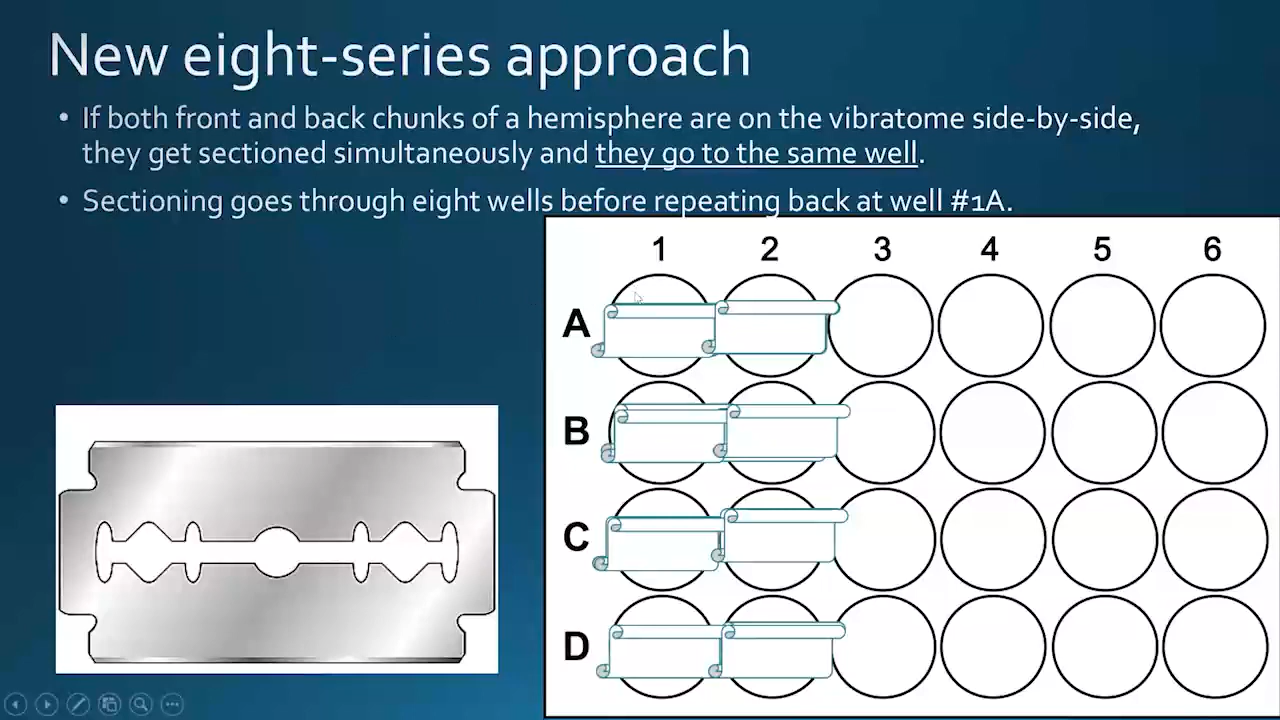 New eight-series approach
• If both front and back chunks of a hemisphere are on the vibratome side-by-side,
they get sectioned simultaneously and they go to the same well.
• Sectioning goes through eight wells before repeating back at well #1A.
1 2 3 4 5 6
A
B
C
D